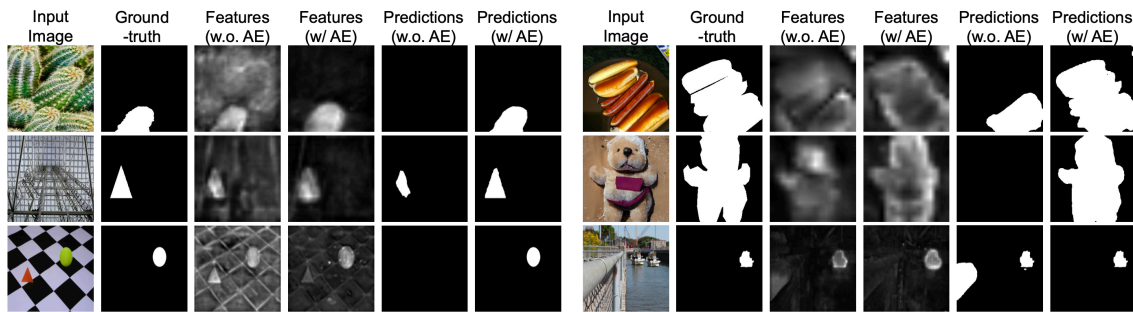 Input Image
Ground -truth
Features (w.o. AE)
Features (w/ AE)
Predictions (w.o. AE)
Predictions (w/ AE)
Input Image
Ground -truth
Features (w.o. AE)
Features (w/ AE)
Predictions (w.o. AE)
Predictions (w/ AE)